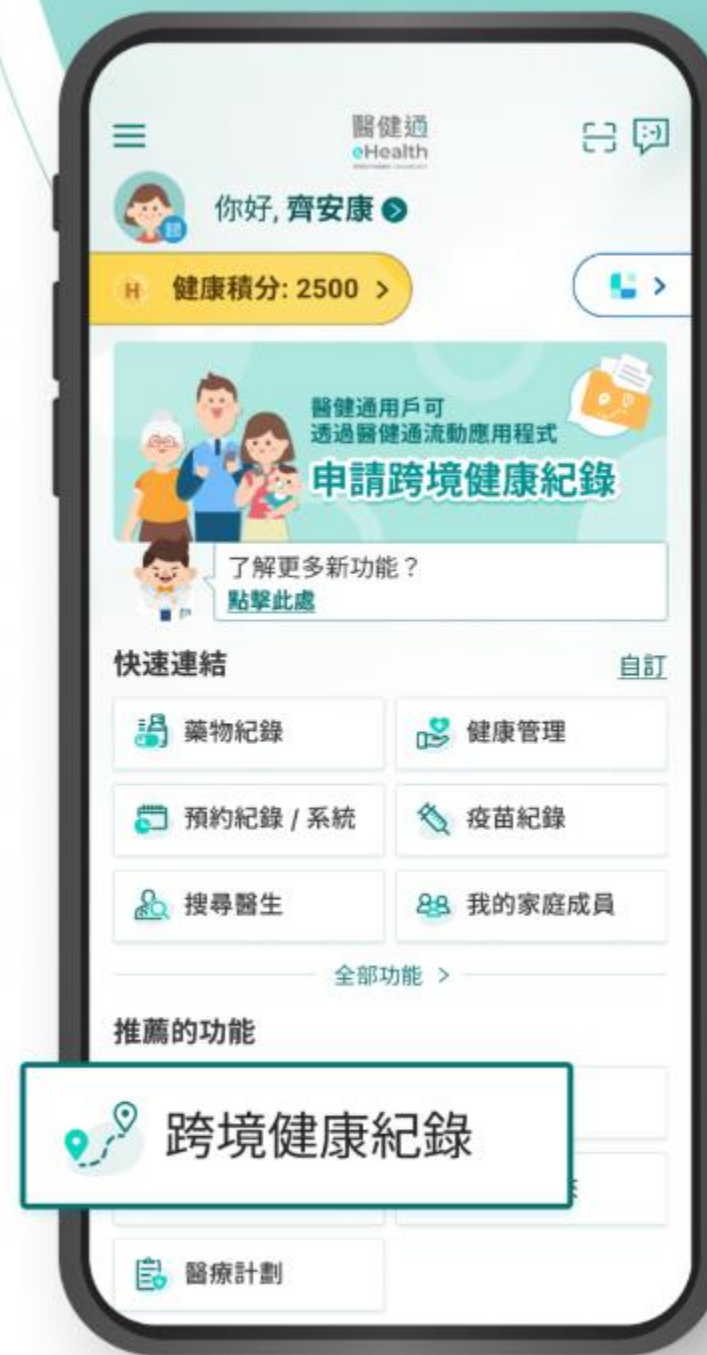 醫健通
eHealth
你好, 齊安康
H 健康積分: 2500 >
醫健通用戶可
透過醫健通流動應用程式
申請跨境健康紀錄
了解更多新功能？
點擊此處
快速連結 自訂
藥物紀錄 健康管理
預約紀錄 / 系統 疫苗紀錄
搜尋醫生 我的家庭成員
全部功能 >
推薦的功能
跨境健康紀錄
醫療計劃